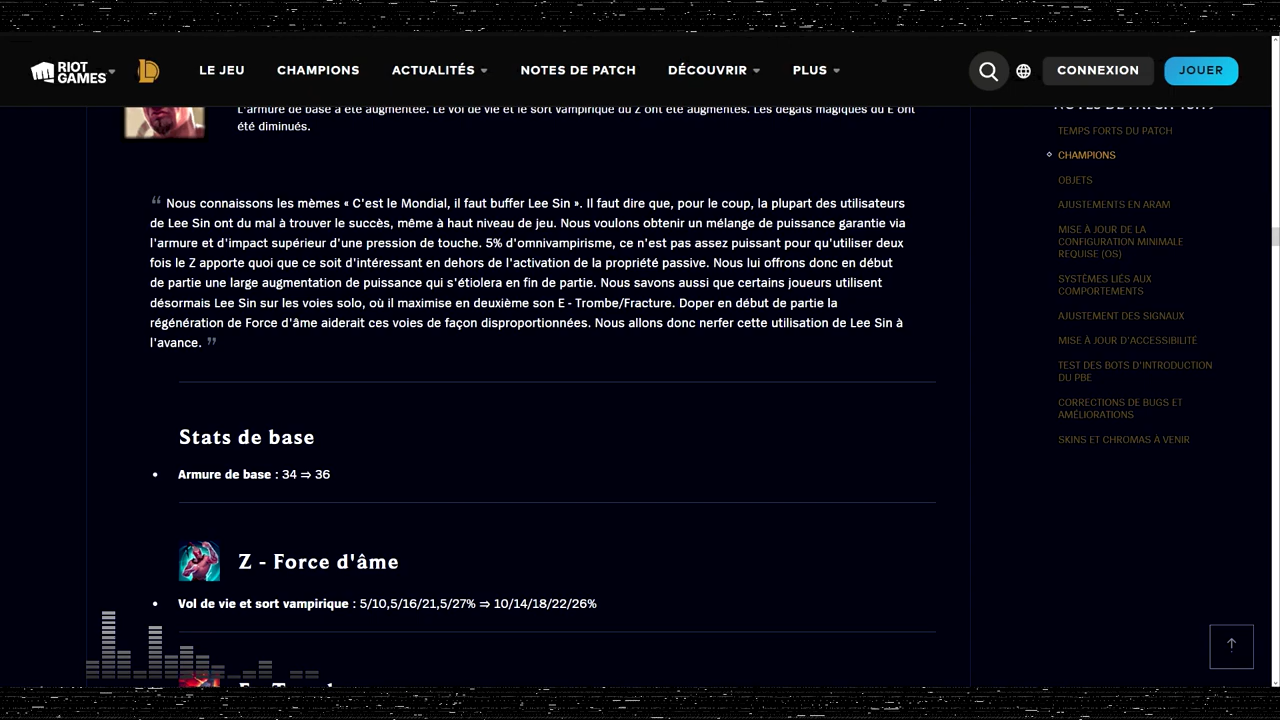 RIOT GAMES
LE JEU
CHAMPIONS
ACTUALITÉS
NOTES DE PATCH
DÉCOUVRIR
PLUS
CONNEXION
JOUER
L'armure de base a été augmentée. Le vol de vie et le sort vampirique du Z ont été augmentés. Les dégâts magiques du E ont
été diminués.
“ Nous connaissons les mèmes « C'est le Mondial, il faut buffer Lee Sin ». Il faut dire que, pour le coup, la plupart des utilisateurs
de Lee Sin ont du mal à trouver le succès, même à haut niveau de jeu. Nous voulons obtenir un mélange de puissance garantie via
l'armure et d'impact supérieur d'une pression de touche. 5% d'omnivampirisme, ce n'est pas assez puissant pour qu'utiliser deux
fois le Z apporte quoi que ce soit d'intéressant en dehors de l'activation de la propriété passive. Nous lui offrons donc en début
de partie une large augmentation de puissance qui s'étiolera en fin de partie. Nous savons aussi que certains joueurs utilisent
désormais Lee Sin sur les voies solo, où il maximise en deuxième son E - Trombe/Fracture. Doper en début de partie la
régénération de Force d'âme aiderait ces voies de façon disproportionnées. Nous allons donc nerfer cette utilisation de Lee Sin à
l'avance. ”
Stats de base
• Armure de base : 34 ⇒ 36
Z - Force d'âme
• Vol de vie et sort vampirique : 5/10,5/16/21,5/27% ⇒ 10/14/18/22/26%
TEMPS FORTS DU PATCH
CHAMPIONS
OBJETS
AJUSTEMENTS EN ARAM
MISE À JOUR DE LA
CONFIGURATION MINIMALE
REQUISE (OS)
SYSTÈMES LIÉS AUX
COMPORTEMENTS
AJUSTEMENT DES SIGNAUX
MISE À JOUR D'ACCESSIBILITÉ
TEST DES BOTS D'INTRODUCTION
DU PBE
CORRECTIONS DE BUGS ET
AMÉLIORATIONS
SKINS ET CHROMAS À VENIR